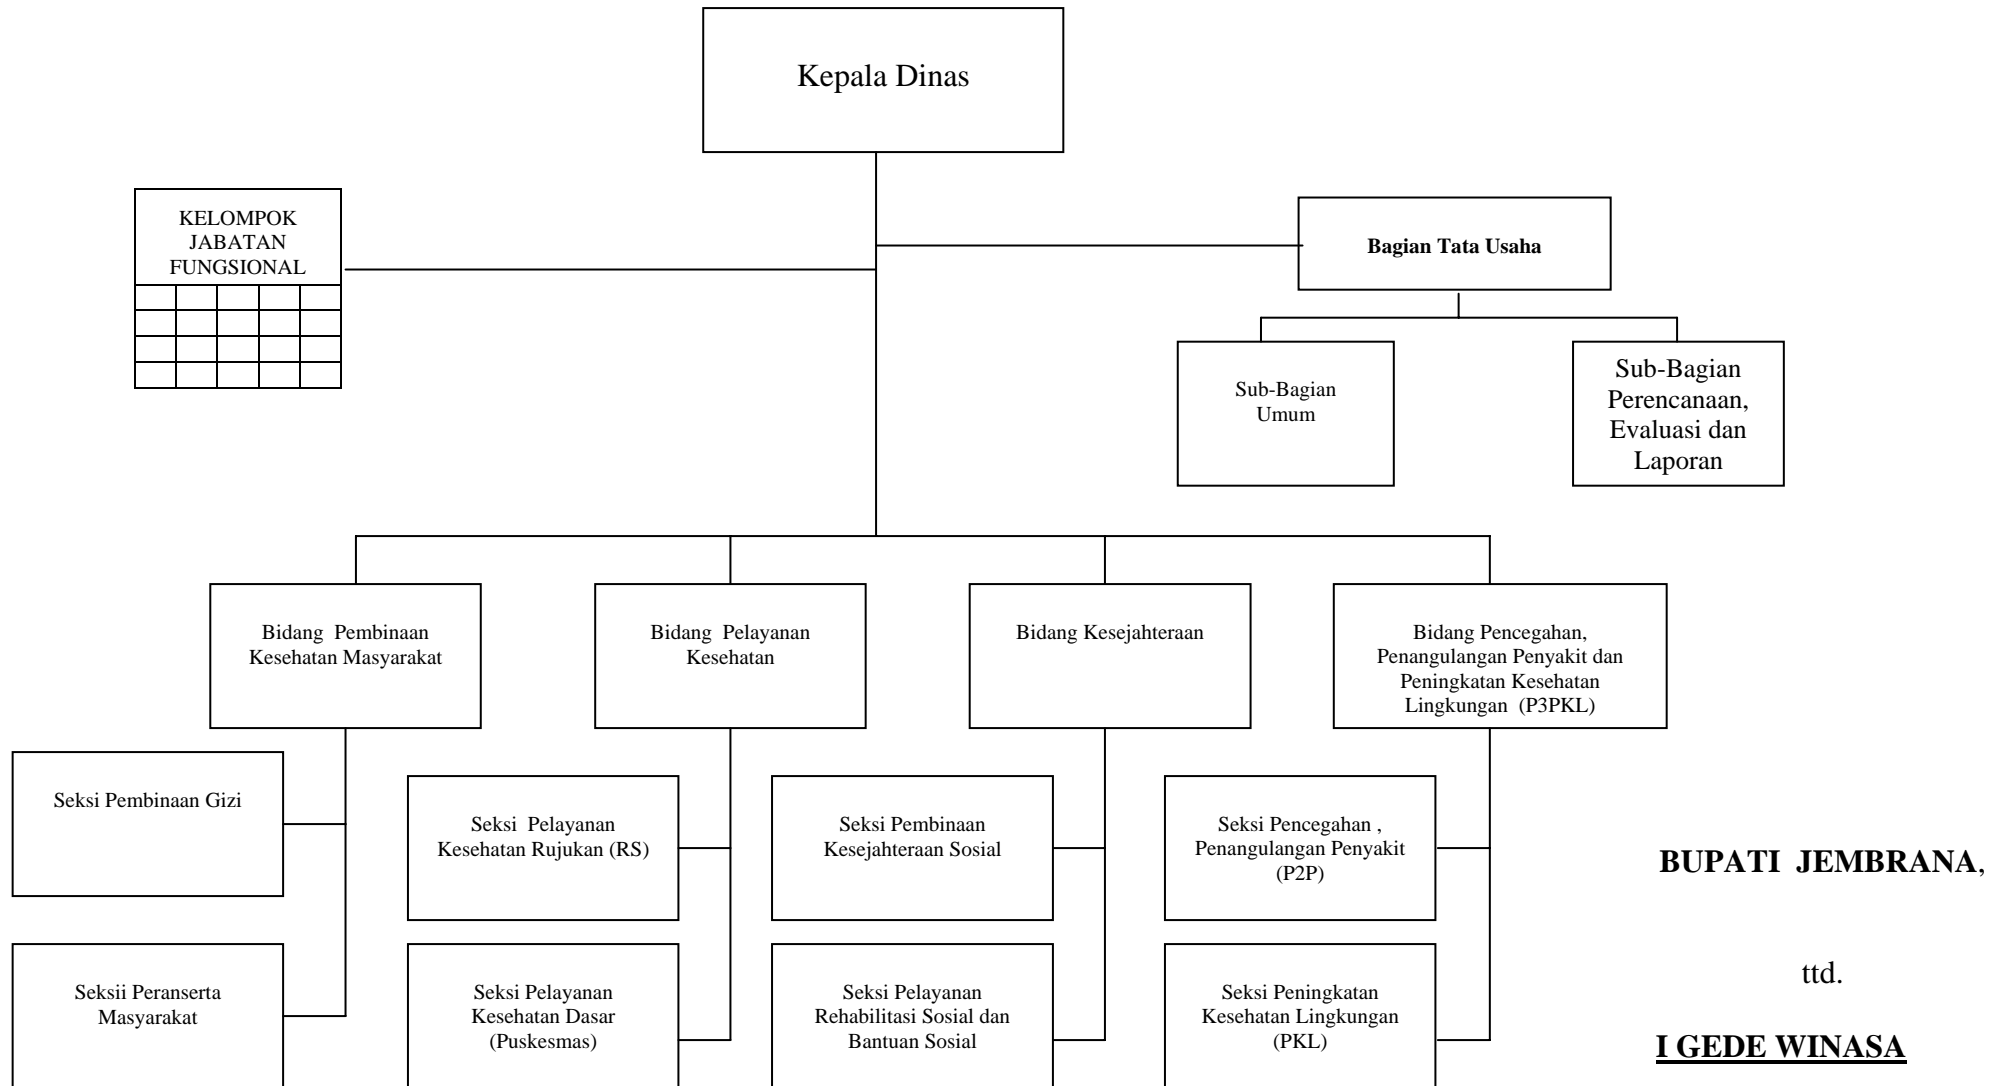 Kepala Dinas
KELOMPOK
JABATAN
FUNGSIONAL
Bagian Tata Usaha
Sub-Bagian
Umum
Sub-Bagian
Perencanaan,
Evaluasi dan
Laporan
Bidang  Pembinaan
Kesehatan Masyarakat
Bidang  Pelayanan
Kesehatan
Bidang Kesejahteraan
Bidang Pencegahan,
Penangulangan Penyakit dan
Peningkatan Kesehatan
Lingkungan  (P3PKL)
Seksi Pembinaan Gizi
Seksi  Pelayanan
Kesehatan Rujukan (RS)
Seksi Pembinaan
Kesejahteraan Sosial
Seksi Pencegahan ,
Penangulangan Penyakit
(P2P)
Seksii Peranserta
Masyarakat
Seksi Pelayanan
Kesehatan Dasar
(Puskesmas)
Seksi Pelayanan
Rehabilitasi Sosial dan
Bantuan Sosial
Seksi Peningkatan
Kesehatan Lingkungan
(PKL)
BUPATI  JEMBRANA,
ttd.
I GEDE WINASA